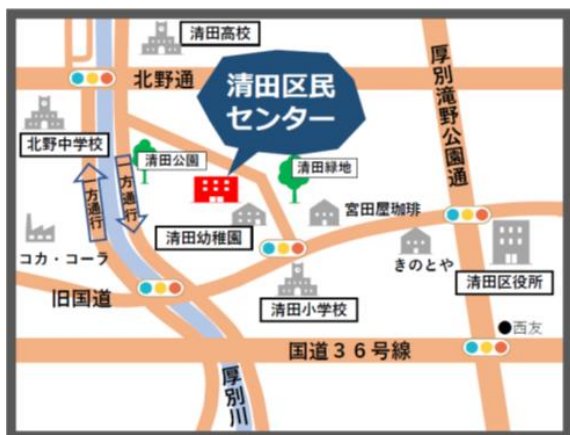 清田高校
北野通
清田区民
センター
厚別滝野公園通
北野中学校
清田公園
清田緑地
一方通行
一方通行
宮田屋珈琲
清田幼稚園
コカ・コーラ
きのとや
清田区役所
旧国道
清田小学校
西友
国道36号線
厚別川